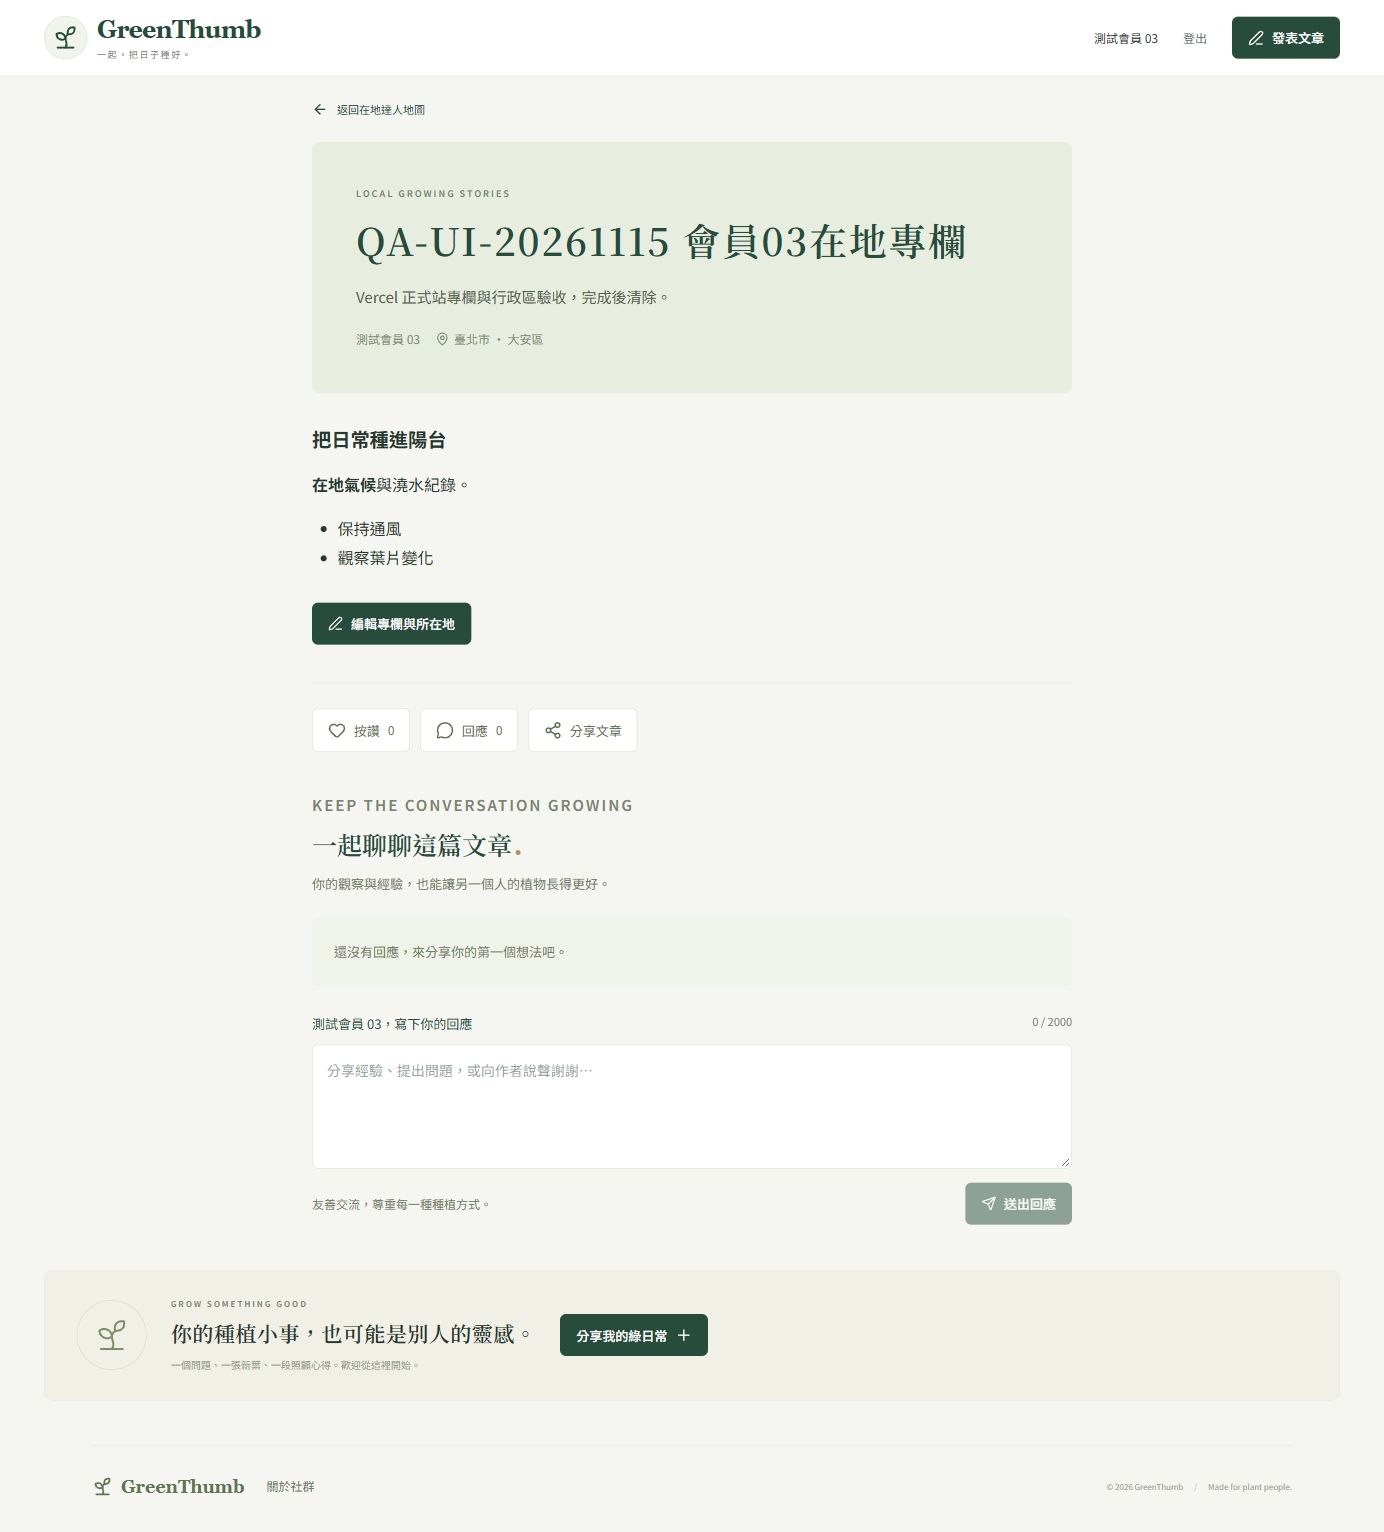 GreenThumb
一起，把日子種好。
測試會員 03
登出
發表文章
返回在地達人地圖
LOCAL GROWING STORIES
QA-UI-20261115 會員03在地專欄
Vercel 正式站專欄與行政區驗收，完成後清除。
測試會員 03
臺北市・大安區
把日常種進陽台
在地氣候與澆水紀錄。
保持通風
觀察葉片變化
編輯專欄與所在地
按讚 0
回應 0
分享文章
KEEP THE CONVERSATION GROWING
一起聊聊這篇文章.
你的觀察與經驗，也能讓另一個人的植物長得更好。
還沒有回應，來分享你的第一個想法吧。
測試會員 03，寫下你的回應
0 / 2000
分享經驗、提出問題，或向作者說聲謝謝…
友善交流，尊重每一種種植方式。
送出回應
GROW SOMETHING GOOD
你的種植小事，也可能是別人的靈感。
一個問題、一張新葉、一段照顧心得。歡迎從這裡開始。
分享我的綠日常
GreenThumb
關於社群
© 2026 GreenThumb / Made for plant people.